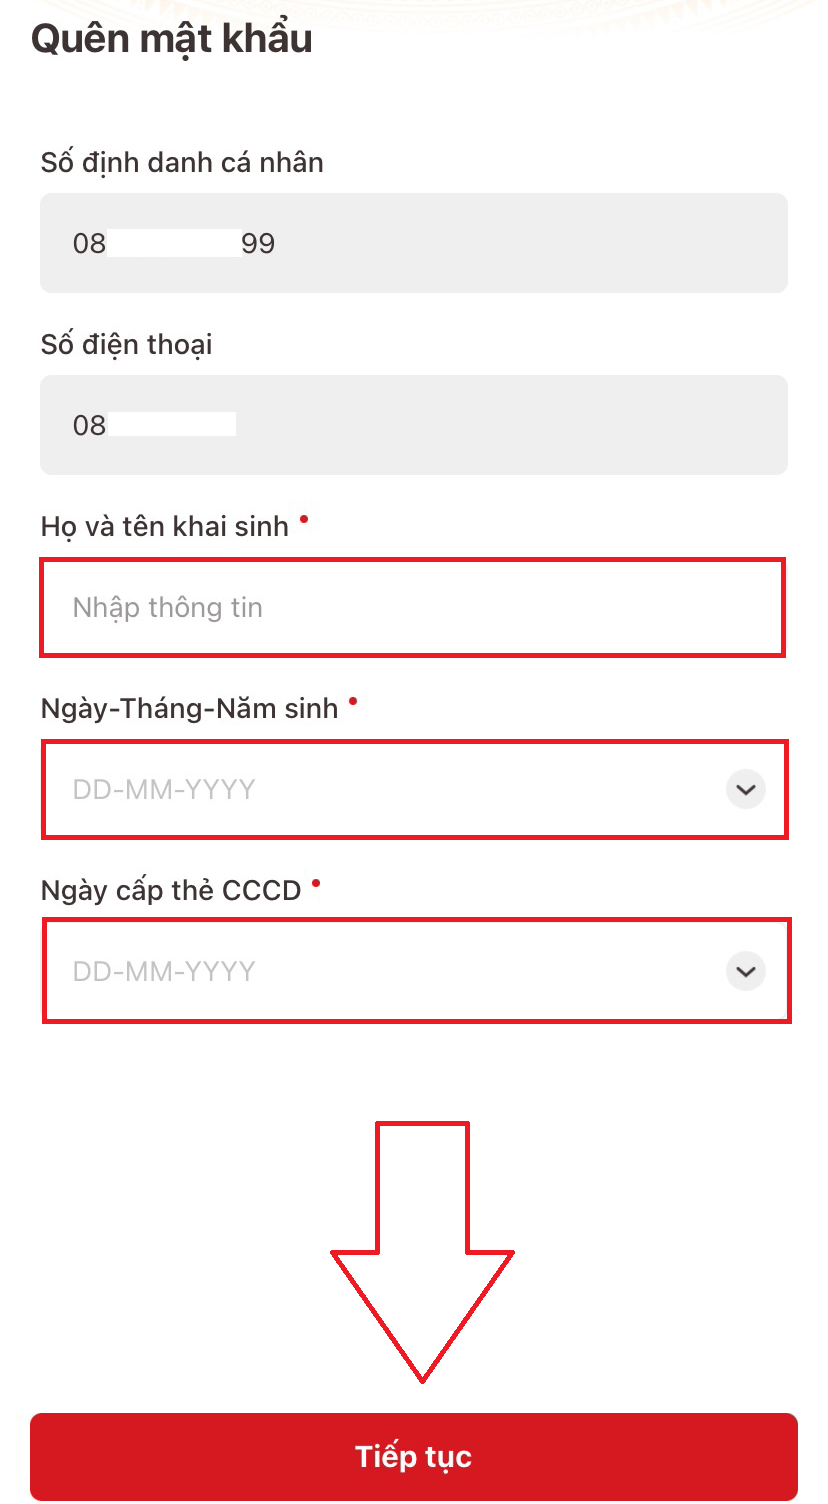 Quên mật khẩu
Số định danh cá nhân
08 99
Số điện thoại
08
Họ và tên khai sinh
Nhập thông tin
Ngày-Tháng-Năm sinh
DD-MM-YYYY
Ngày cấp thẻ CCCD
DD-MM-YYYY
Tiếp tục